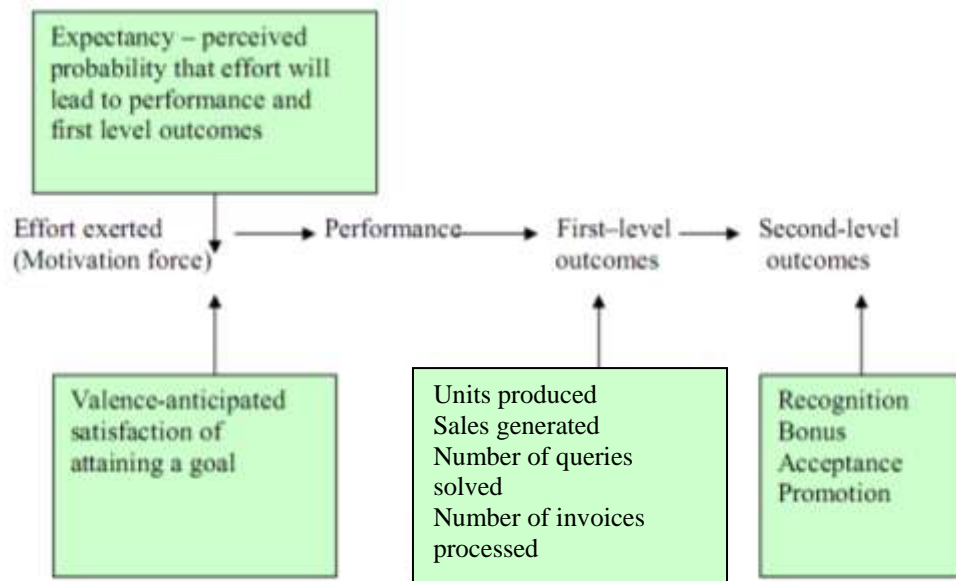 Expectancy – perceived
probability that effort will
lead to performance and
first level outcomes
Effort exerted
(Motivation force)
Performance
First–level
outcomes
Second-level
outcomes
Valence-anticipated
satisfaction of
attaining a goal
Units produced
Sales generated
Number of queries
solved
Number of invoices
processed
Recognition
Bonus
Acceptance
Promotion